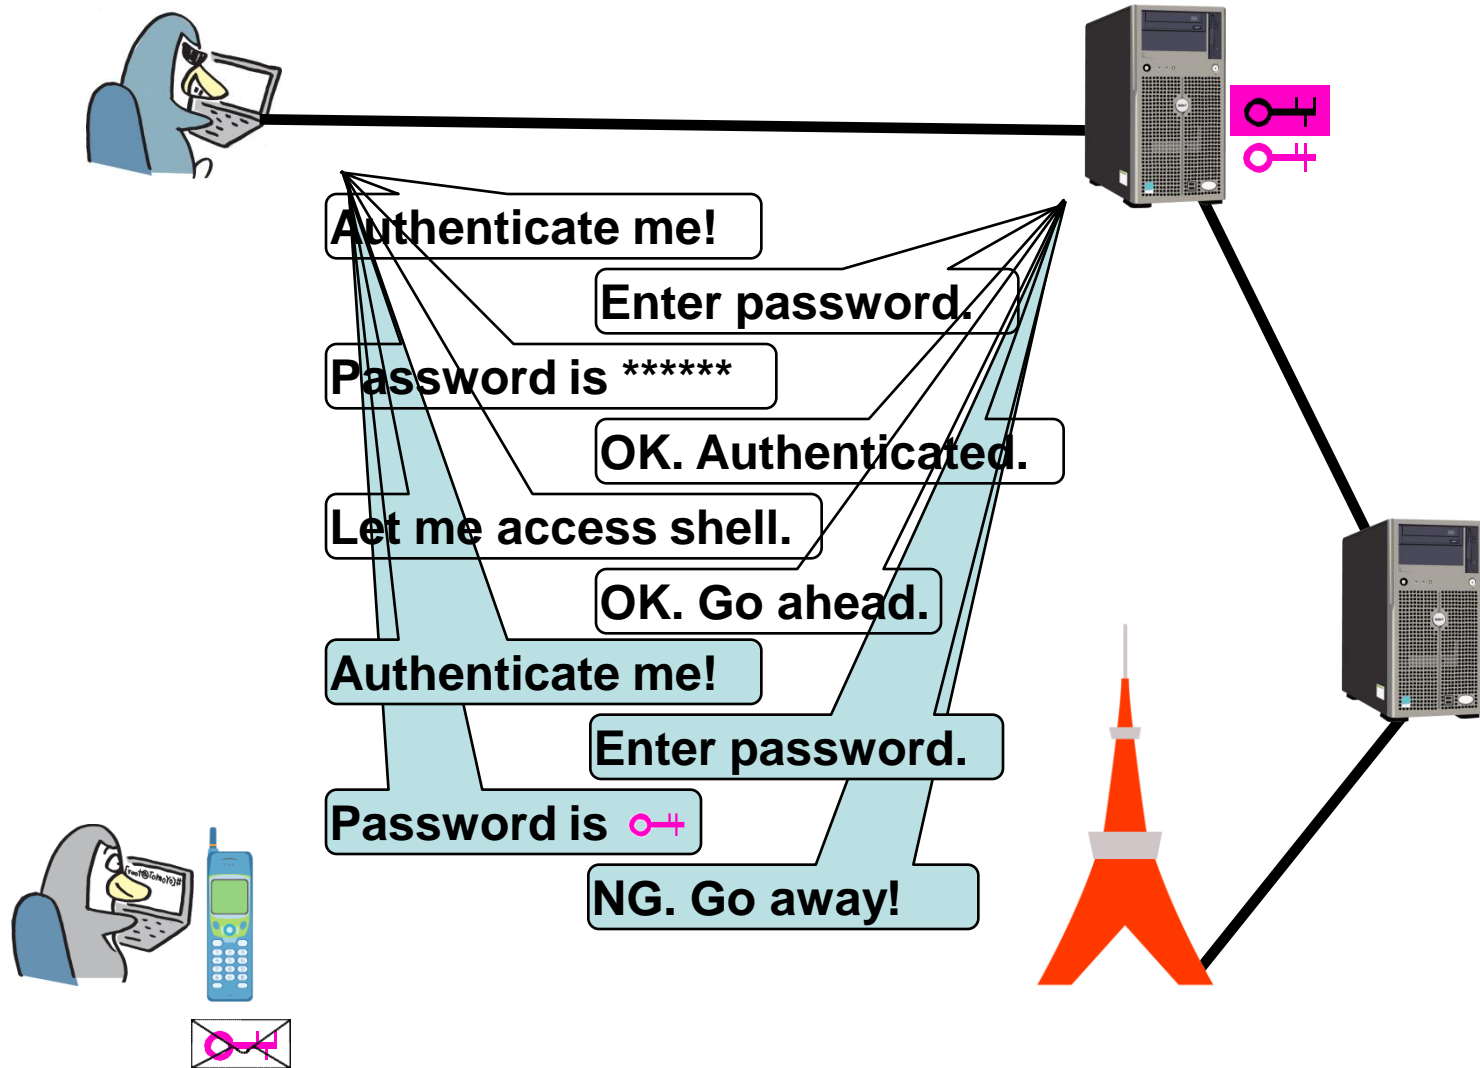 Authenticate me!
Enter password.
Password is ******
OK. Authenticated.
Let me access shell.
OK. Go ahead.
Authenticate me!
Enter password.
Password is
NG. Go away!